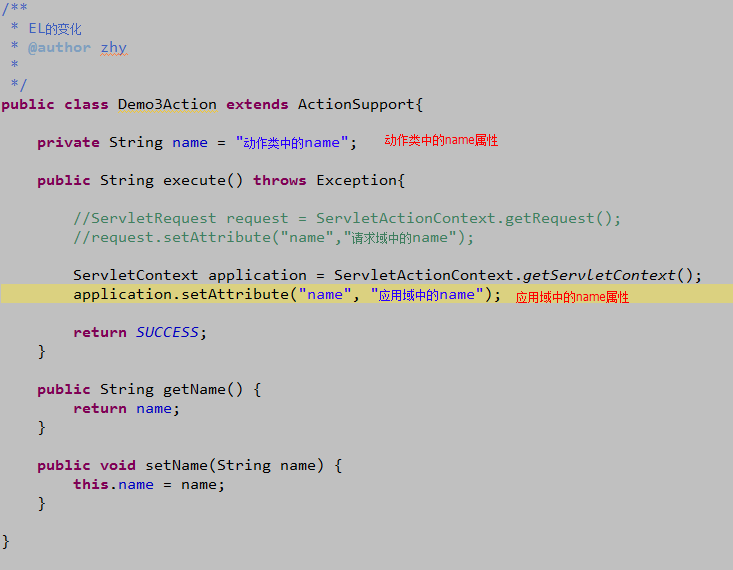 /**
 * EL的变化
 * @author zhy
 *
 */
public class Demo3Action extends ActionSupport{
private String name = "动作类中的name"; 动作类中的name属性
public String execute() throws Exception{
//ServletRequest request = ServletActionContext.getRequest();
//request.setAttribute("name","请求域中的name");
ServletContext application = ServletActionContext.getServletContext();
application.setAttribute("name", "应用域中的name"); 应用域中的name属性
return SUCCESS;
}
public String getName() {
return name;
}
public void setName(String name) {
this.name = name;
}
}